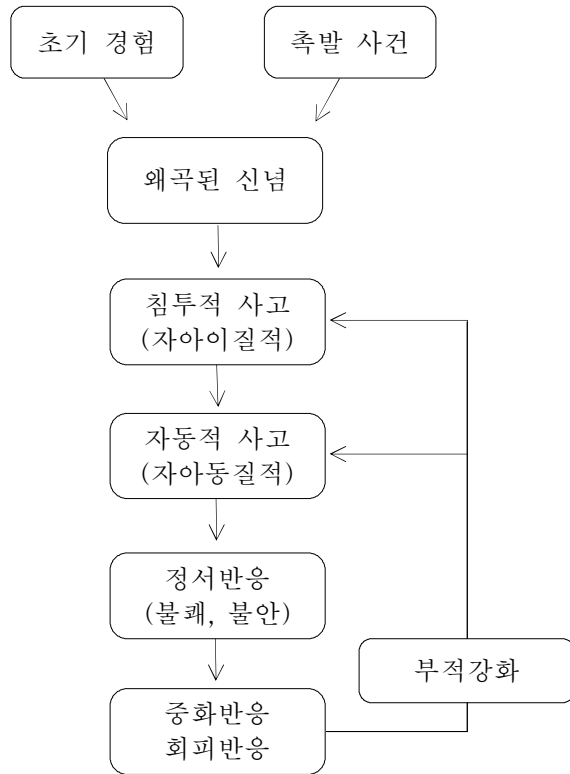 초기 경험
촉발 사건
왜곡된 신념
침투적 사고
(자아이질적)
자동적 사고
(자아동질적)
정서반응
(불쾌, 불안)
부적강화
중화반응
회피반응